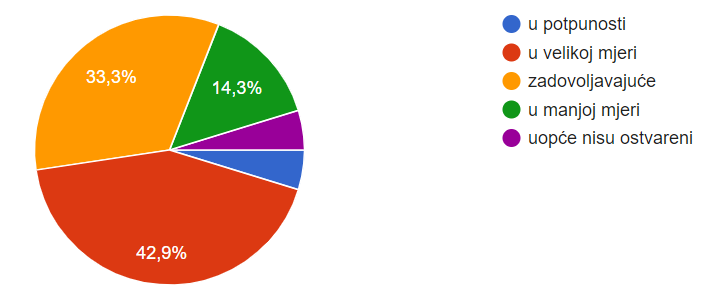 33,3%
14,3%
42,9%
u potpunosti
u velikoj mjeri
zadovoljavajuće
u manjoj mjeri
uopće nisu ostvareni